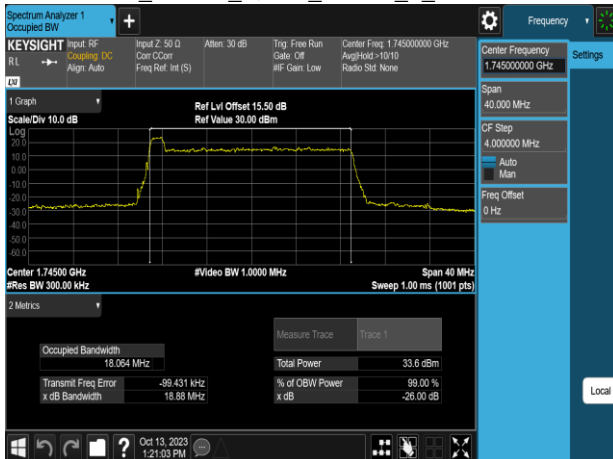 Spectrum Analyzer 1
Occupied BW
Frequency
KEYSIGHT
Input: RF
Input Z: 50 Ω
Atten: 30 dB
Trig: Free Run
Center Freq: 1.745000000 GHz
RL
Coupling: DC
Corr CCorr
Gate: Off
Avg|Hold>10/10
Align: Auto
Freq Ref: Int (S)
#IF Gain: Low
Radio Std: None
LXI
Center Frequency
1.745000000 GHz
Settings
Span
40.000 MHz
CF Step
4.000000 MHz
Auto
Man
Freq Offset
0 Hz
Local
1 Graph
Ref Lvl Offset 15.50 dB
Scale/Div 10.0 dB
Ref Value 30.00 dBm
Log
20.0
10.0
0.00
-10.0
-20.0
-30.0
-40.0
-50.0
-60.0
Center 1.74500 GHz
#Video BW 1.0000 MHz
Span 40 MHz
#Res BW 300.00 kHz
Sweep 1.00 ms (1001 pts)
2 Metrics
Measure Trace
Trace 1
Occupied Bandwidth
18.064 MHz
Total Power
33.6 dBm
Transmit Freq Error
-99.431 kHz
% of OBW Power
99.00 %
x dB Bandwidth
18.88 MHz
x dB
-26.00 dB
Oct 13, 2023
1:21:03 PM